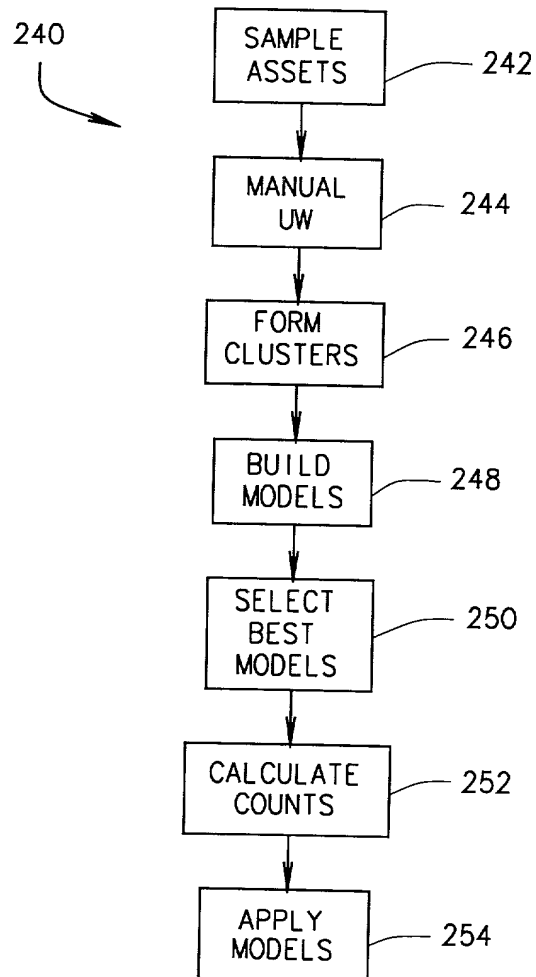 240
SAMPLE
ASSETS
242
MANUAL
UW
244
FORM
CLUSTERS
246
BUILD
MODELS
248
SELECT
BEST
MODELS
250
CALCULATE
COUNTS
252
APPLY
MODELS
254